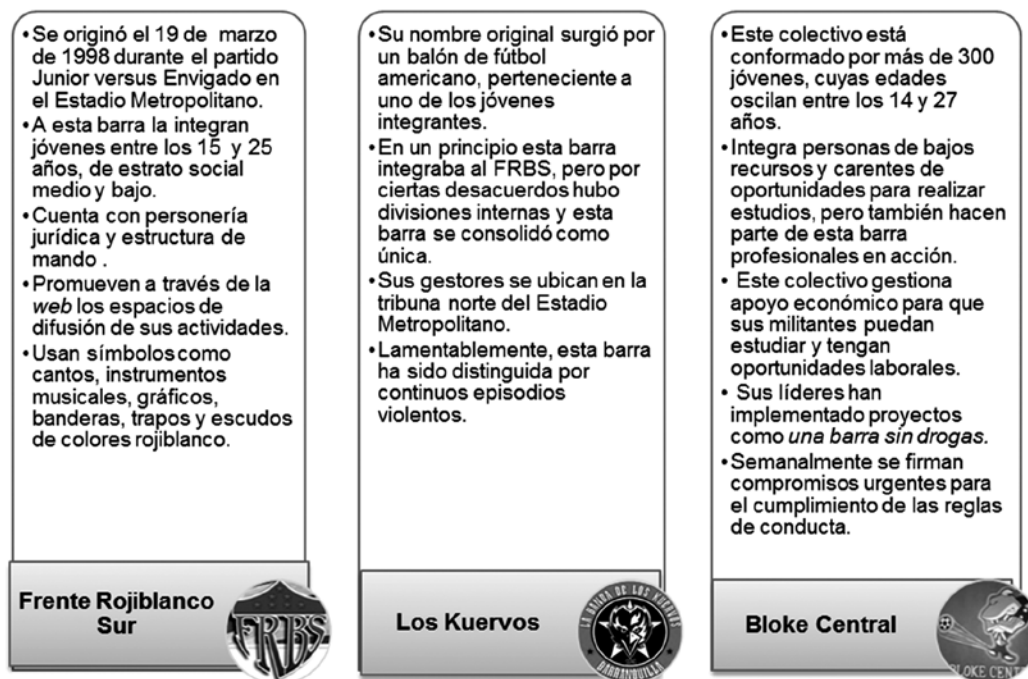 •Se originó el 19 de marzo
de 1998 durante el partido
Junior versus Envigado en
el Estadio Metropolitano.
•A esta barra la integran
jóvenes entre los 15 y 25
años, de estrato social
medio y bajo.
•Cuenta con personería
jurídica y estructura de
mando .
•Promueven a través de la
web los espacios de
difusión de sus actividades.
•Usan símbolos como
cantos, instrumentos
musicales, gráficos,
banderas, trapos y escudos
de colores rojiblanco.
Frente Rojiblanco
Sur
FRBS
•Su nombre original surgió por
un balón de fútbol
americano, perteneciente a
uno de los jóvenes
integrantes.
•En un principio esta barra
integraba al FRBS, pero por
ciertas desacuerdos hubo
divisiones internas y esta
barra se consolidó como
única.
•Sus gestores se ubican en la
tribuna norte del Estadio
Metropolitano.
•Lamentablemente, esta barra
ha sido distinguida por
continuos episodios
violentos.
Los Kuervos
LA BANDA DE LOS KUERVOS
BARRANQUILLA
•Este colectivo está
conformado por más de 300
jóvenes, cuyas edades
oscilan entre los 14 y 27
años.
•Integra personas de bajos
recursos y carentes de
oportunidades para realizar
estudios, pero también hacen
parte de esta barra
profesionales en acción.
• Este colectivo gestiona
apoyo económico para que
sus militantes puedan
estudiar y tengan
oportunidades laborales.
• Sus líderes han
implementado proyectos
como una barra sin drogas.
•Semanalmente se firman
compromisos urgentes para
el cumplimiento de las reglas
de conducta.
Bloke Central